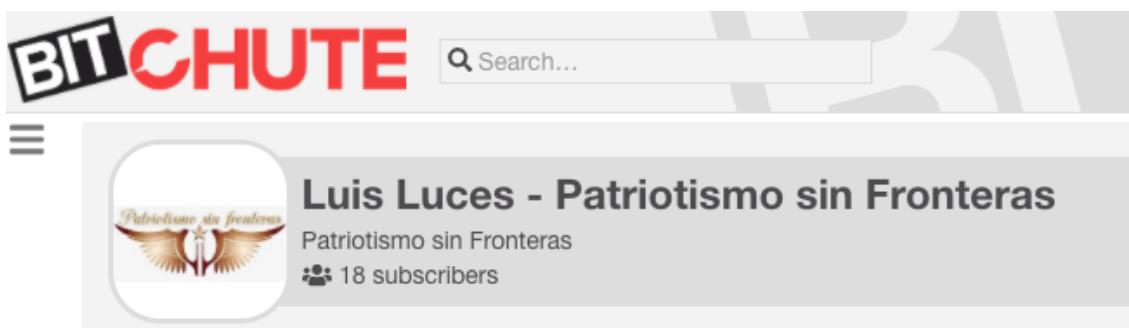 BITCHUTE
Search...
Luis Luces - Patriotismo sin Fronteras
Patriotismo sin fronteras
Patriotismo sin Fronteras
18 subscribers